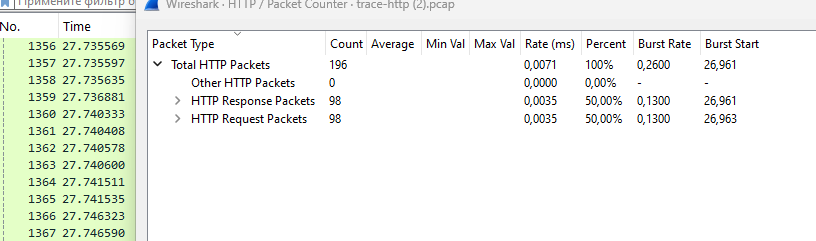 Примените фильтр о
Wireshark · HTTP / Packet Counter · trace-http (2).pcap
No. Time
1356 27.735569
1357 27.735597
1358 27.735635
1359 27.736881
1360 27.740333
1361 27.740408
1362 27.740578
1363 27.740600
1364 27.741511
1365 27.741535
1366 27.746323
1367 27.746590
Packet Type Count Average Min Val Max Val Rate (ms) Percent Burst Rate Burst Start
Total HTTP Packets 196 0,0071 100% 0,2600 26,961
Other HTTP Packets 0 0,0000 0,00% - -
HTTP Response Packets 98 0,0035 50,00% 0,1300 26,961
HTTP Request Packets 98 0,0035 50,00% 0,1300 26,963